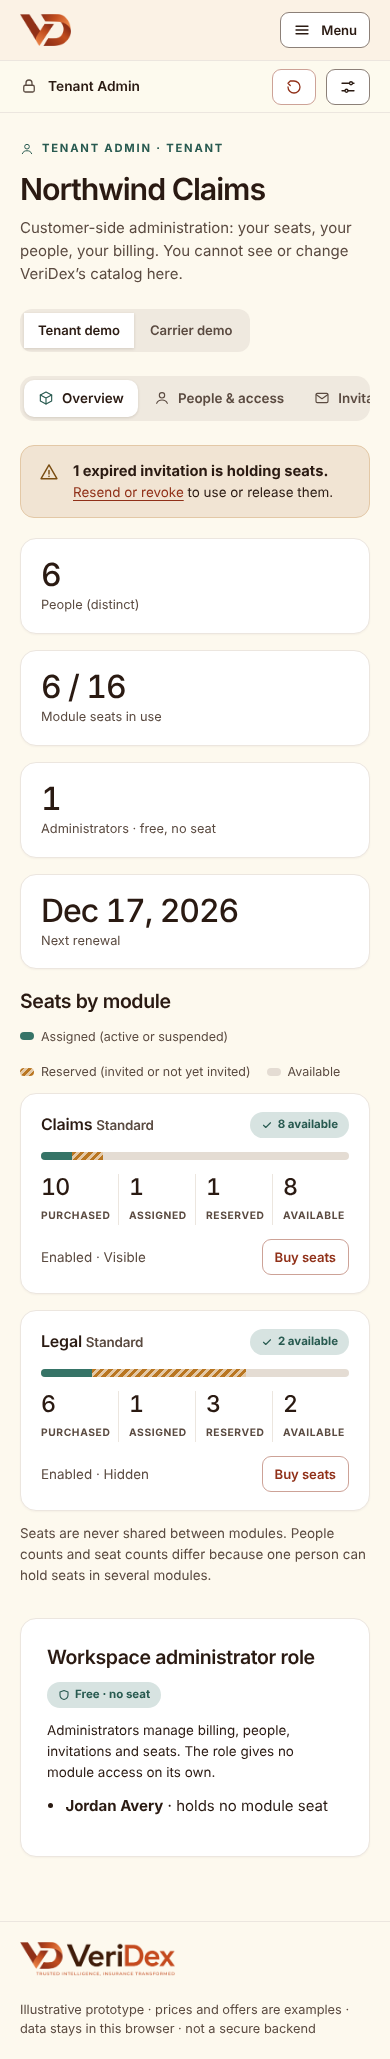 Menu
Tenant Admin
TENANT ADMIN · TENANT
Northwind Claims
Customer-side administration: your seats, your
people, your billing. You cannot see or change
VeriDex’s catalog here.
Tenant demo Carrier demo
Overview People & access Invita
1 expired invitation is holding seats.
Resend or revoke to use or release them.
6
People (distinct)
6 / 16
Module seats in use
1
Administrators · free, no seat
Dec 17, 2026
Next renewal
Seats by module
Assigned (active or suspended)
Reserved (invited or not yet invited) Available
Claims Standard 8 available
10 1 1 8
PURCHASED ASSIGNED RESERVED AVAILABLE
Enabled · Visible Buy seats
Legal Standard 2 available
6 1 3 2
PURCHASED ASSIGNED RESERVED AVAILABLE
Enabled · Hidden Buy seats
Seats are never shared between modules. People
counts and seat counts differ because one person can
hold seats in several modules.
Workspace administrator role
Free · no seat
Administrators manage billing, people,
invitations and seats. The role gives no
module access on its own.
• Jordan Avery · holds no module seat
VeriDex
TRUSTED INTELLIGENCE, INSURANCE TRANSFORMED
Illustrative prototype · prices and offers are examples ·
data stays in this browser · not a secure backend